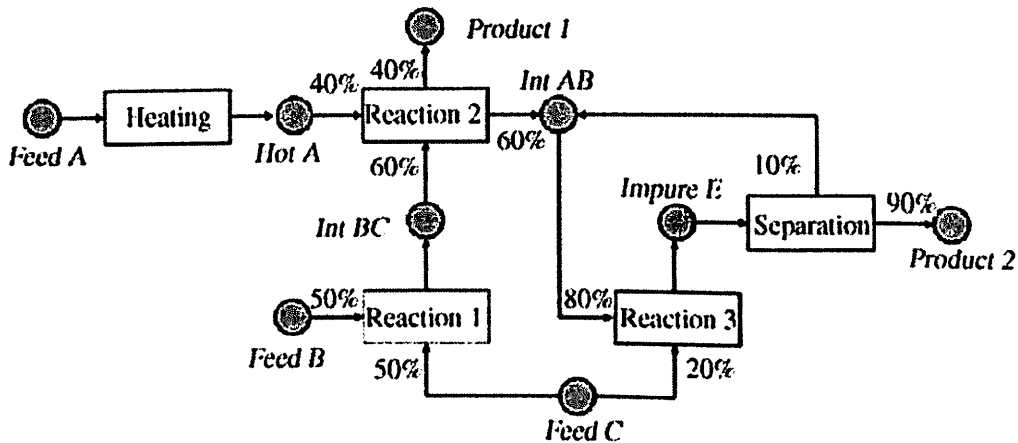 Product 1
40%
40%
Int AB
Heating
Reaction 2
Feed A
Hot A
60%
60%
10%
Impure E
90%
Int BC
Separation
Product 2
50%
Reaction 1
80%
Reaction 3
Feed B
50%
20%
Feed C